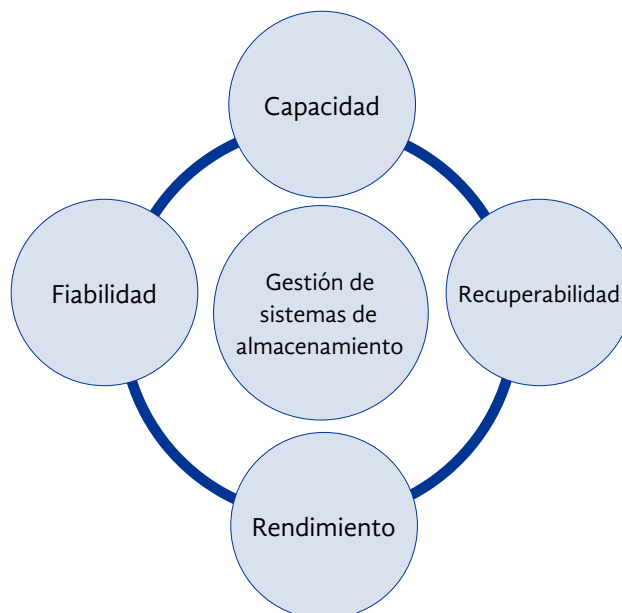 Capacidad
Fiabilidad
Gestión de
sistemas de
almacenamiento
Recuperabilidad
Rendimiento